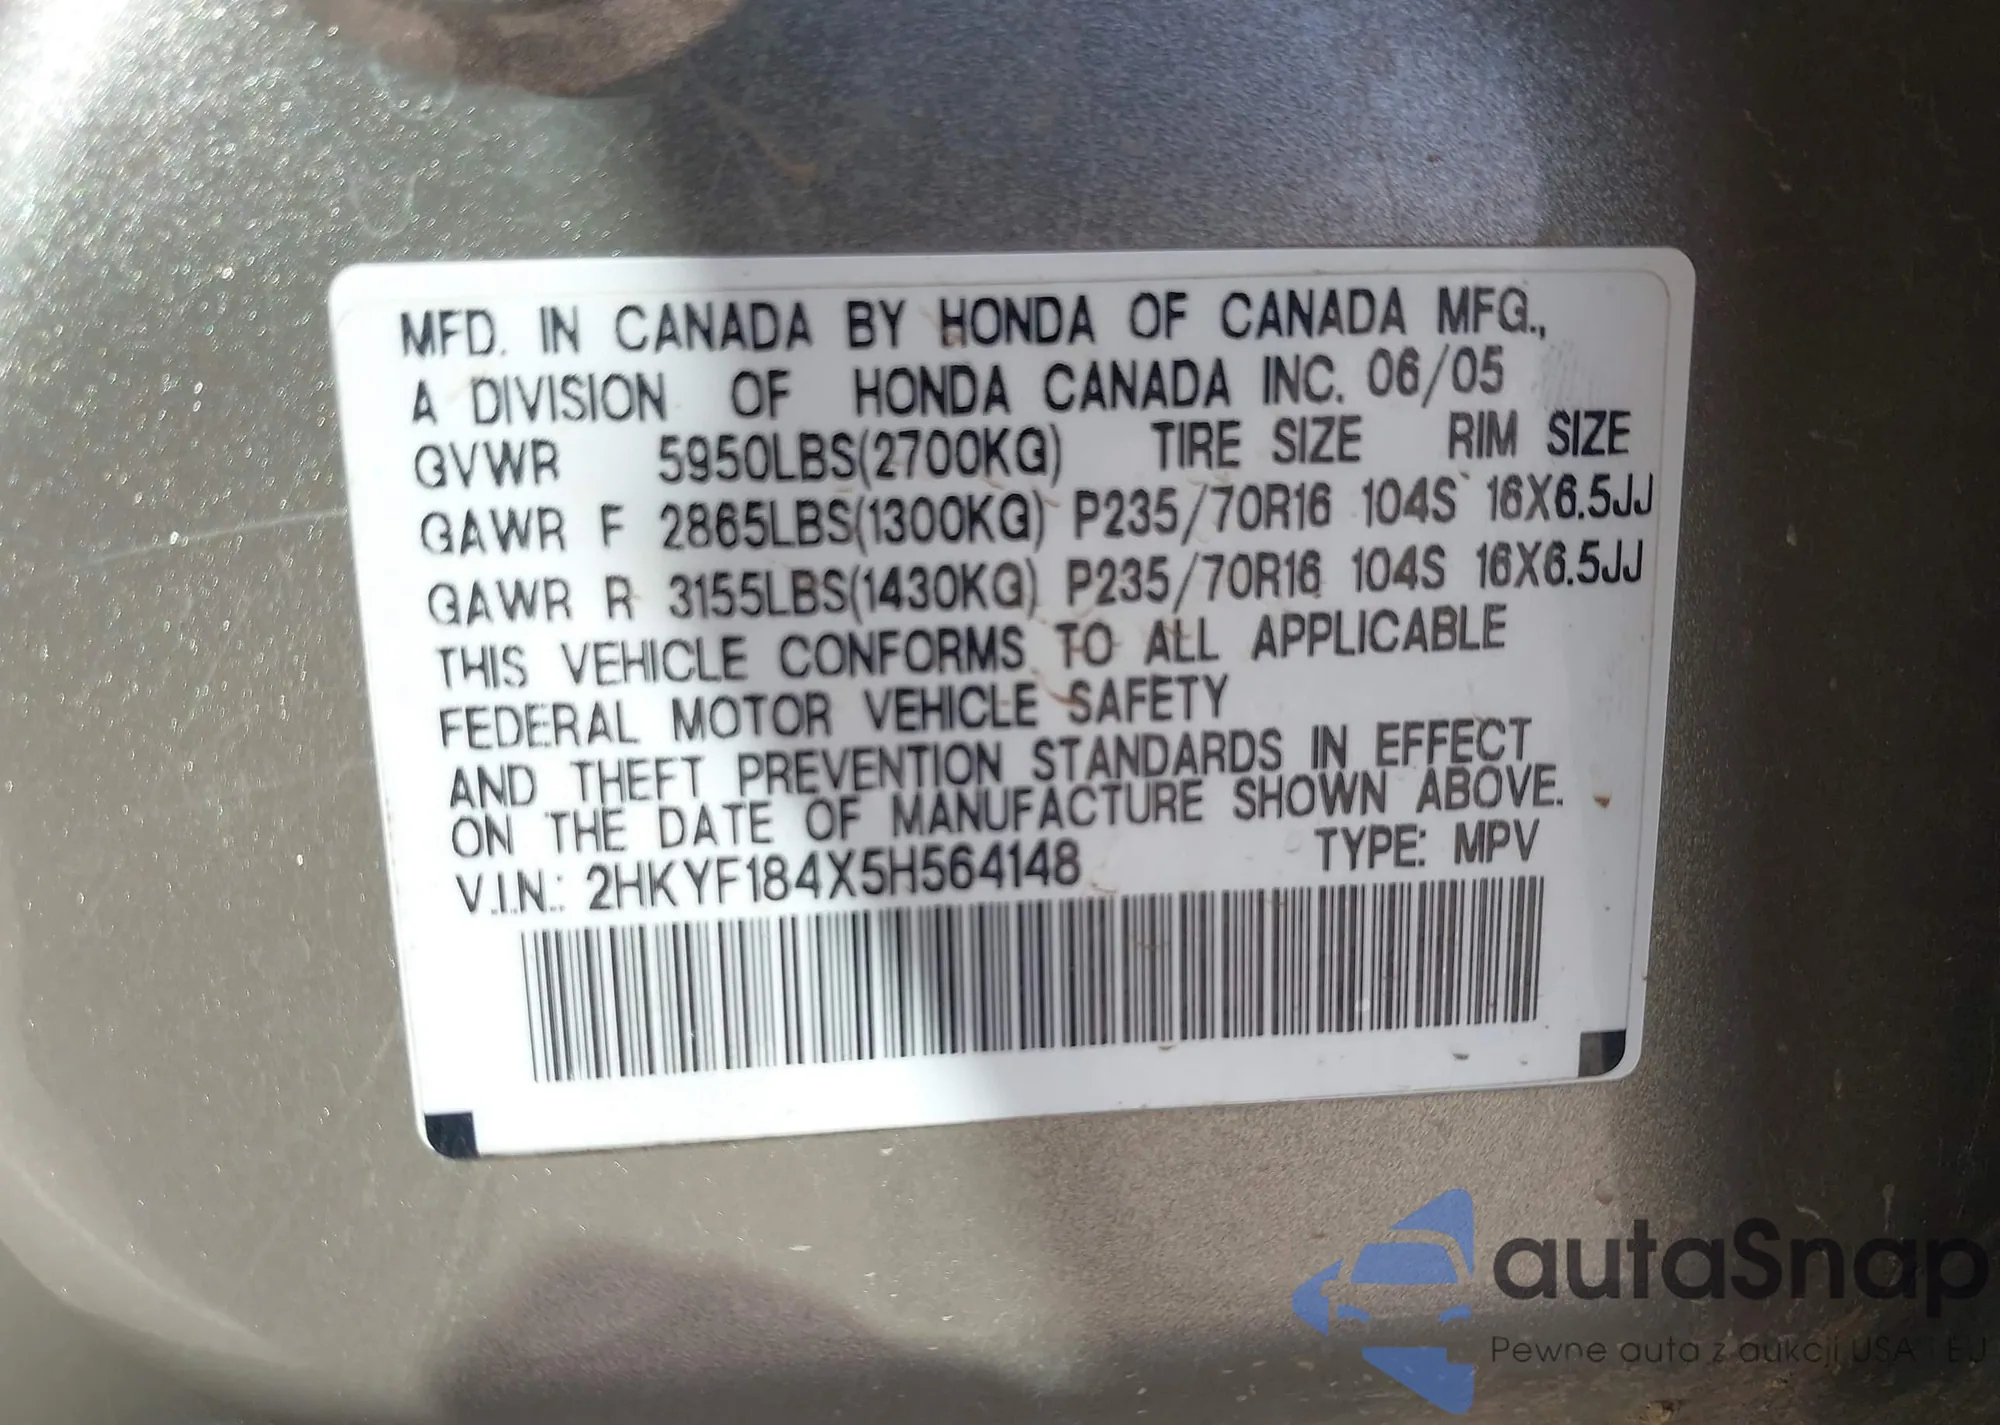 MFD. IN CANADA BY HONDA OF CANADA MFG.,
A DIVISION OF HONDA CANADA INC. 06/05
GVWR 5950LBS(2700KG) TIRE SIZE RIM SIZE
GAWR F 2865LBS(1300KG) P235/70R16 104S 16X6.5JJ
GAWR R 3155LBS(1430KG) P235/70R16 104S 16X6.5JJ
THIS VEHICLE CONFORMS TO ALL APPLICABLE
FEDERAL MOTOR VEHICLE SAFETY
AND THEFT PREVENTION STANDARDS IN EFFECT
ON THE DATE OF MANUFACTURE SHOWN ABOVE.
V.I.N.: 2HKYF184X5H564148 TYPE: MPV
autaSnap
Pewne auta z aukcji USA i EU